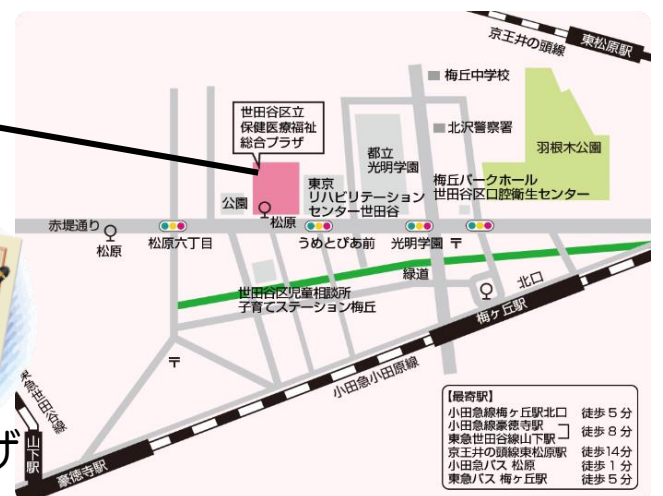 京王井の頭線
東松原駅
梅丘中学校
世田谷区立
保健医療福祉
総合プラザ
北沢警察署
都立
光明学園
羽根木公園
東京
リハビリテーション
センター世田谷
梅丘パークホール
世田谷区口腔衛生センター
公園
松原
赤堤通り
松原
松原六丁目
うめとぴあ前
光明学園
〒
緑道
北口
世田谷区児童相談所
子育てステーション梅丘
梅ヶ丘駅
〒
小田急小田原線
東急世田谷線
山下駅
ザ
豪徳寺駅
【最寄駅】
小田急線梅ヶ丘駅北口 徒歩5分
小田急線豪徳寺駅
東急世田谷線山下駅 徒歩8分
京王井の頭線東松原駅 徒歩14分
小田急バス 松原 徒歩1分
東急バス 梅ヶ丘駅 徒歩5分